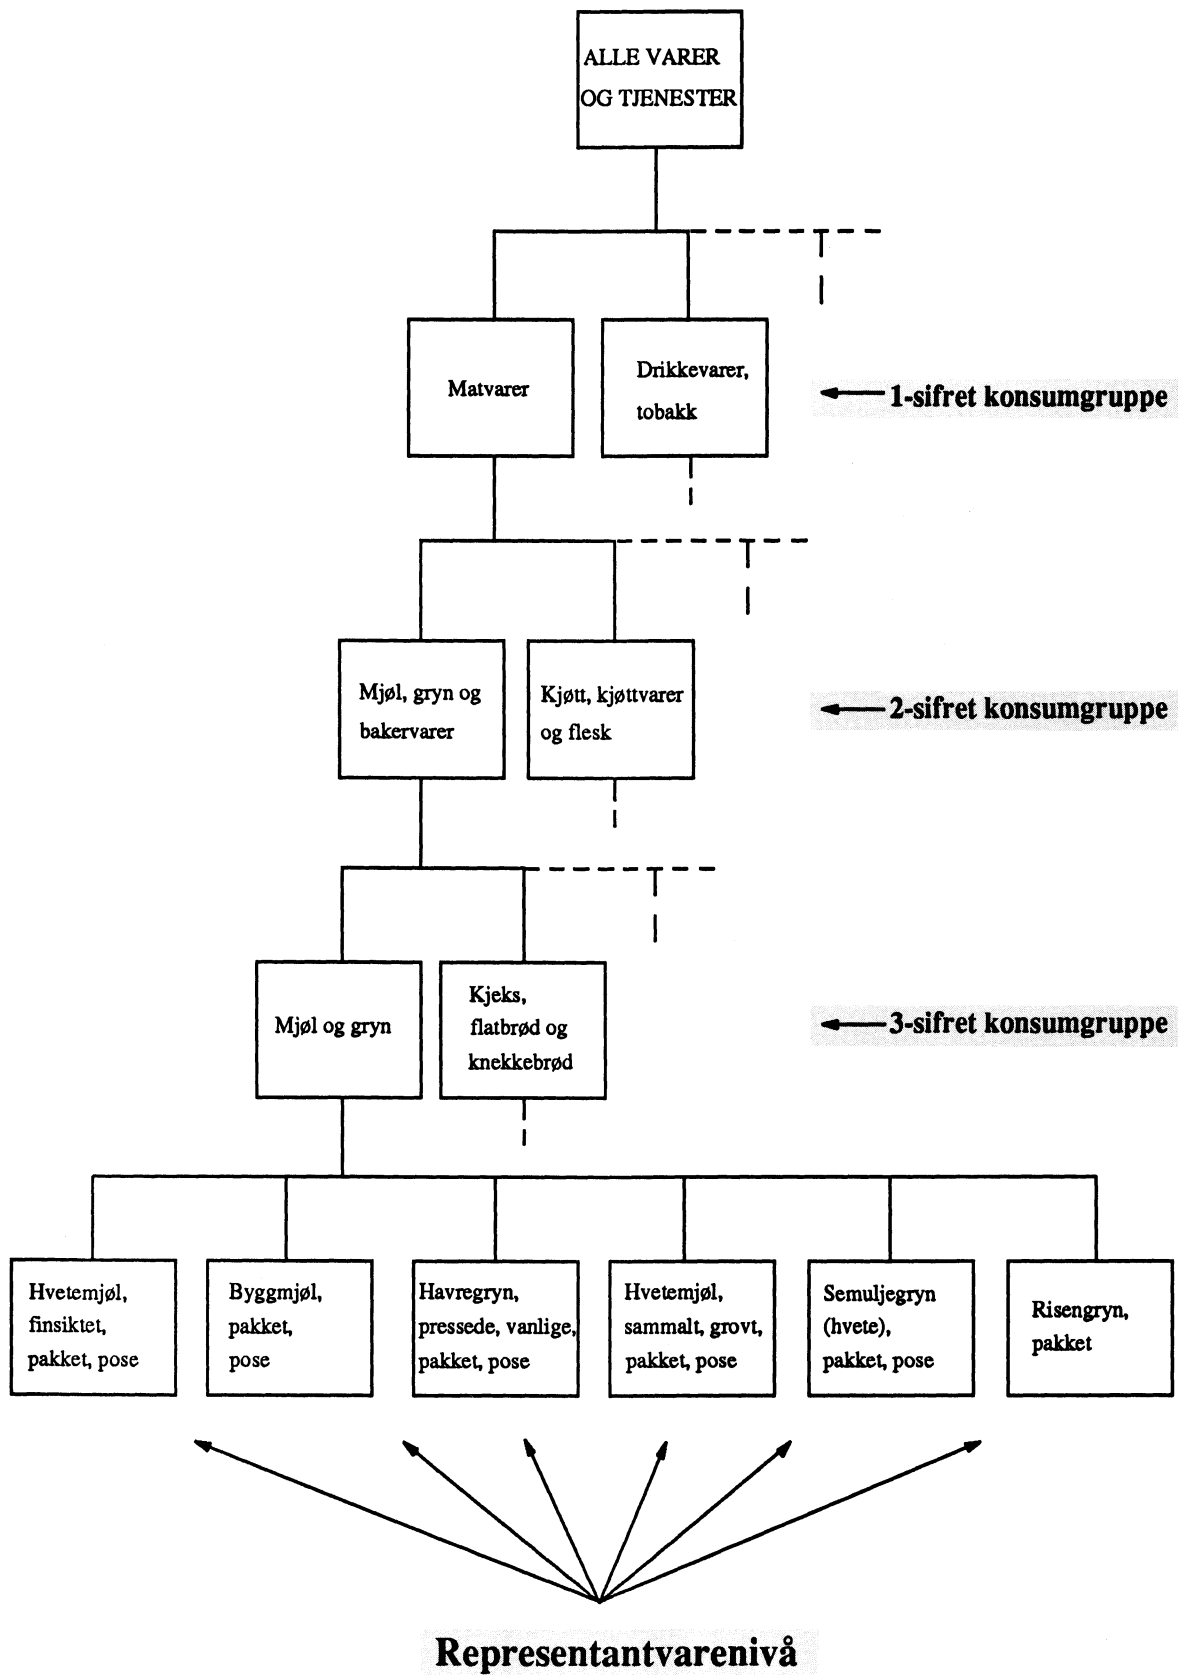 ALLE VARER
OG TJENESTER
Matvarer
Drikkevarer,
tobakk
1-sifret konsumgruppe
Mjøl, gryn og
bakervarer
Kjøtt, kjøttvarer
og flesk
2-sifret konsumgruppe
Mjøl og gryn
Kjeks,
flatbrød og
knekkebrød
3-sifret konsumgruppe
Hvetemjøl,
finsiktet,
pakket, pose
Byggmjøl,
pakket,
pose
Havregryn,
pressede, vanlige,
pakket, pose
Hvetemjøl,
sammalt, grovt,
pakket, pose
Semuljegryn
(hvete),
pakket, pose
Risengryn,
pakket
Representantvarenivå